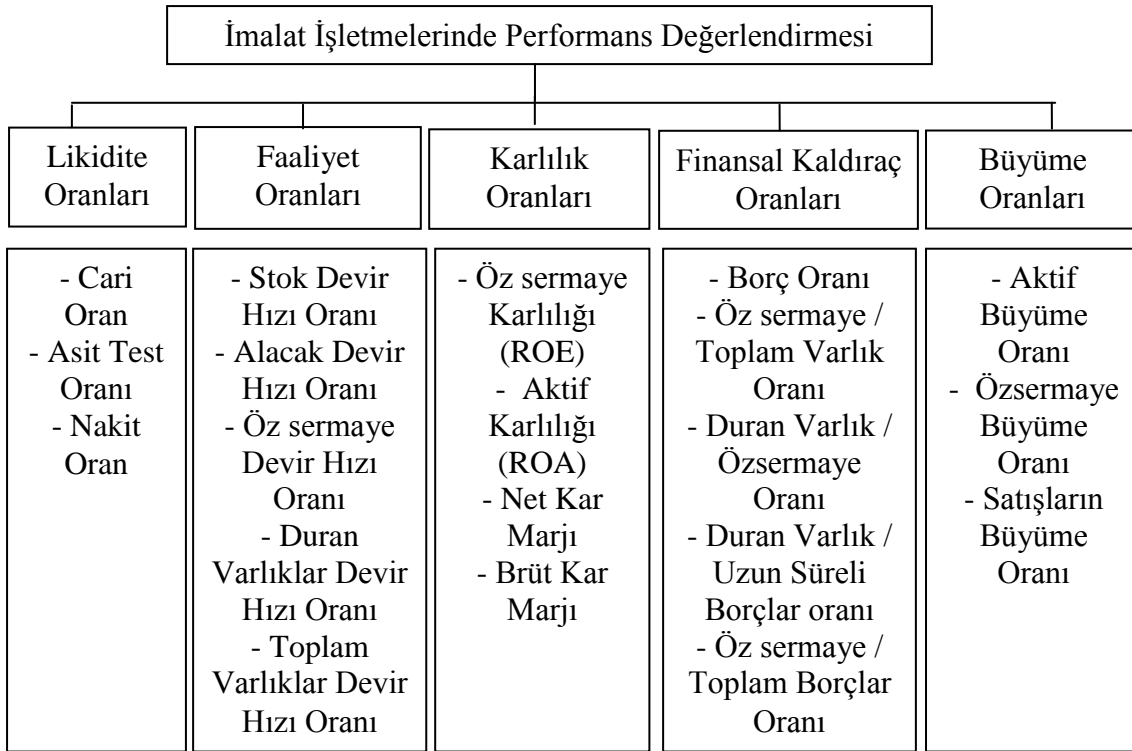 İmalat İşletmelerinde Performans Değerlendirmesi
Likidite
Oranları
Faaliyet
Oranları
Karlılık
Oranları
Finansal Kaldıraç
Oranları
Büyüme
Oranları
- Cari
Oran
- Asit Test
Oranı
- Nakit
Oran
- Stok Devir
Hızı Oranı
- Alacak Devir
Hızı Oranı
- Öz sermaye
Devir Hızı
Oranı
- Duran
Varlıklar Devir
Hızı Oranı
- Toplam
Varlıklar Devir
Hızı Oranı
- Öz sermaye
Karlılığı
(ROE)
- Aktif
Karlılığı
(ROA)
- Net Kar
Marjı
- Brüt Kar
Marjı
- Borç Oranı
- Öz sermaye /
Toplam Varlık
Oranı
- Duran Varlık /
Özsermaye
Oranı
- Duran Varlık /
Uzun Süreli
Borçlar oranı
- Öz sermaye /
Toplam Borçlar
Oranı
- Aktif
Büyüme
Oranı
- Özsermaye
Büyüme
Oranı
- Satışların
Büyüme
Oranı